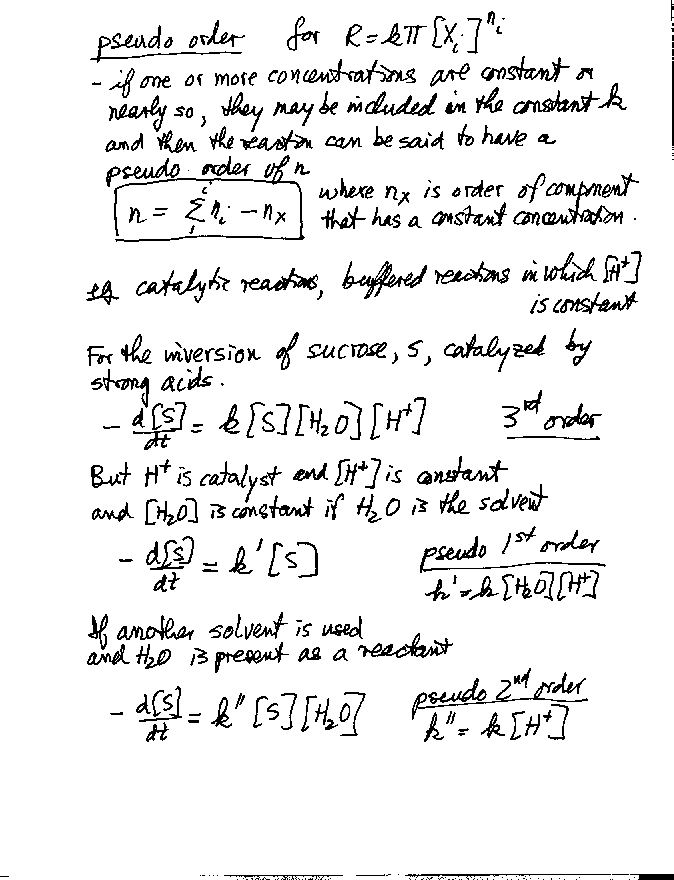 pseudo order for R = kπ[Xᵢ]ⁿⁱ
- if one or more concentrations are constant or
nearly so, they may be included in the constant k
and then the reaction can be said to have a
pseudo order of n
n = Σ nᵢ - nₓ where nₓ is order of component
that has a constant concentration.
eg catalytic reactions, buffered reactions in which [H⁺]
is constant
For the inversion of sucrose, S, catalyzed by
strong acids.
- d[S]/dt = k[S][H₂O][H⁺] 3rd order
But H⁺ is catalyst and [H⁺] is constant
and [H₂O] is constant if H₂O is the solvent
- d[S]/dt = k'[S] pseudo 1st order
k' = k[H₂O][H⁺]
If another solvent is used
and H₂O is present as a reactant
- d[S]/dt = k''[S][H₂O] pseudo 2nd order
k'' = k[H⁺]